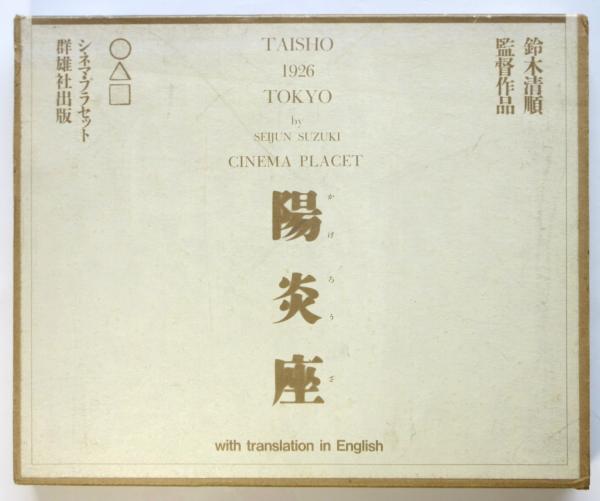 鈴木清順
監督作品
TAISHO
1926
TOKYO
by
SEIJUN SUZUKI
CINEMA PLACET
陽炎座
かげろうざ
with translation in English
○△□
シネマ・プラセット
群雄社出版